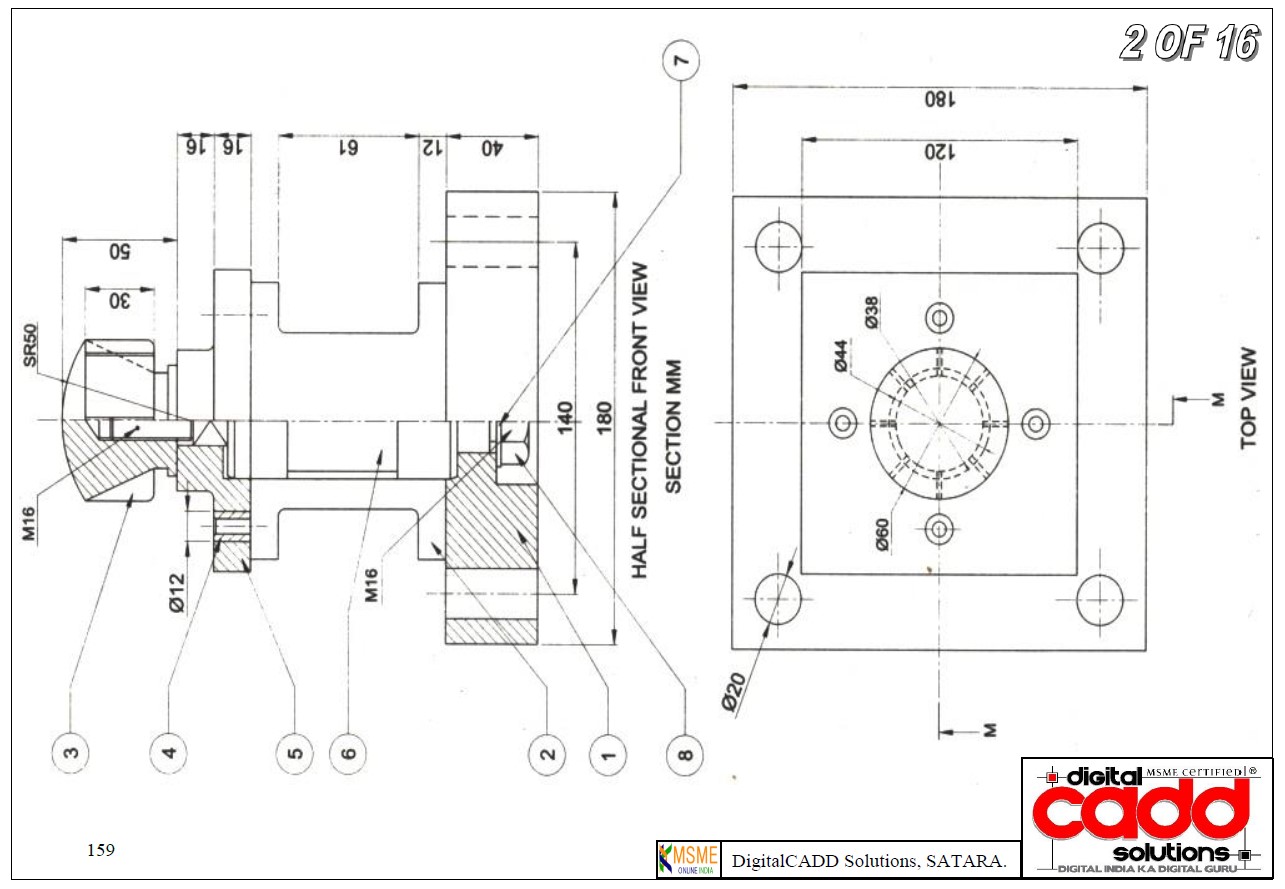 2 OF 16
7
180
120
16
16
61
12
40
50
30
SR50
Ø38
Ø44
M16
140
180
HALF SECTIONAL FRONT VIEW
SECTION MM
M
TOP VIEW
Ø60
M16
Ø12
Ø20
M
3
4
5
6
2
1
8
159
MSME
ONLINE INDIA
DigitalCADD Solutions, SATARA.
digital MSME CERTIFIED ®
cadd
solutions
DIGITAL INDIA KA DIGITAL GURU